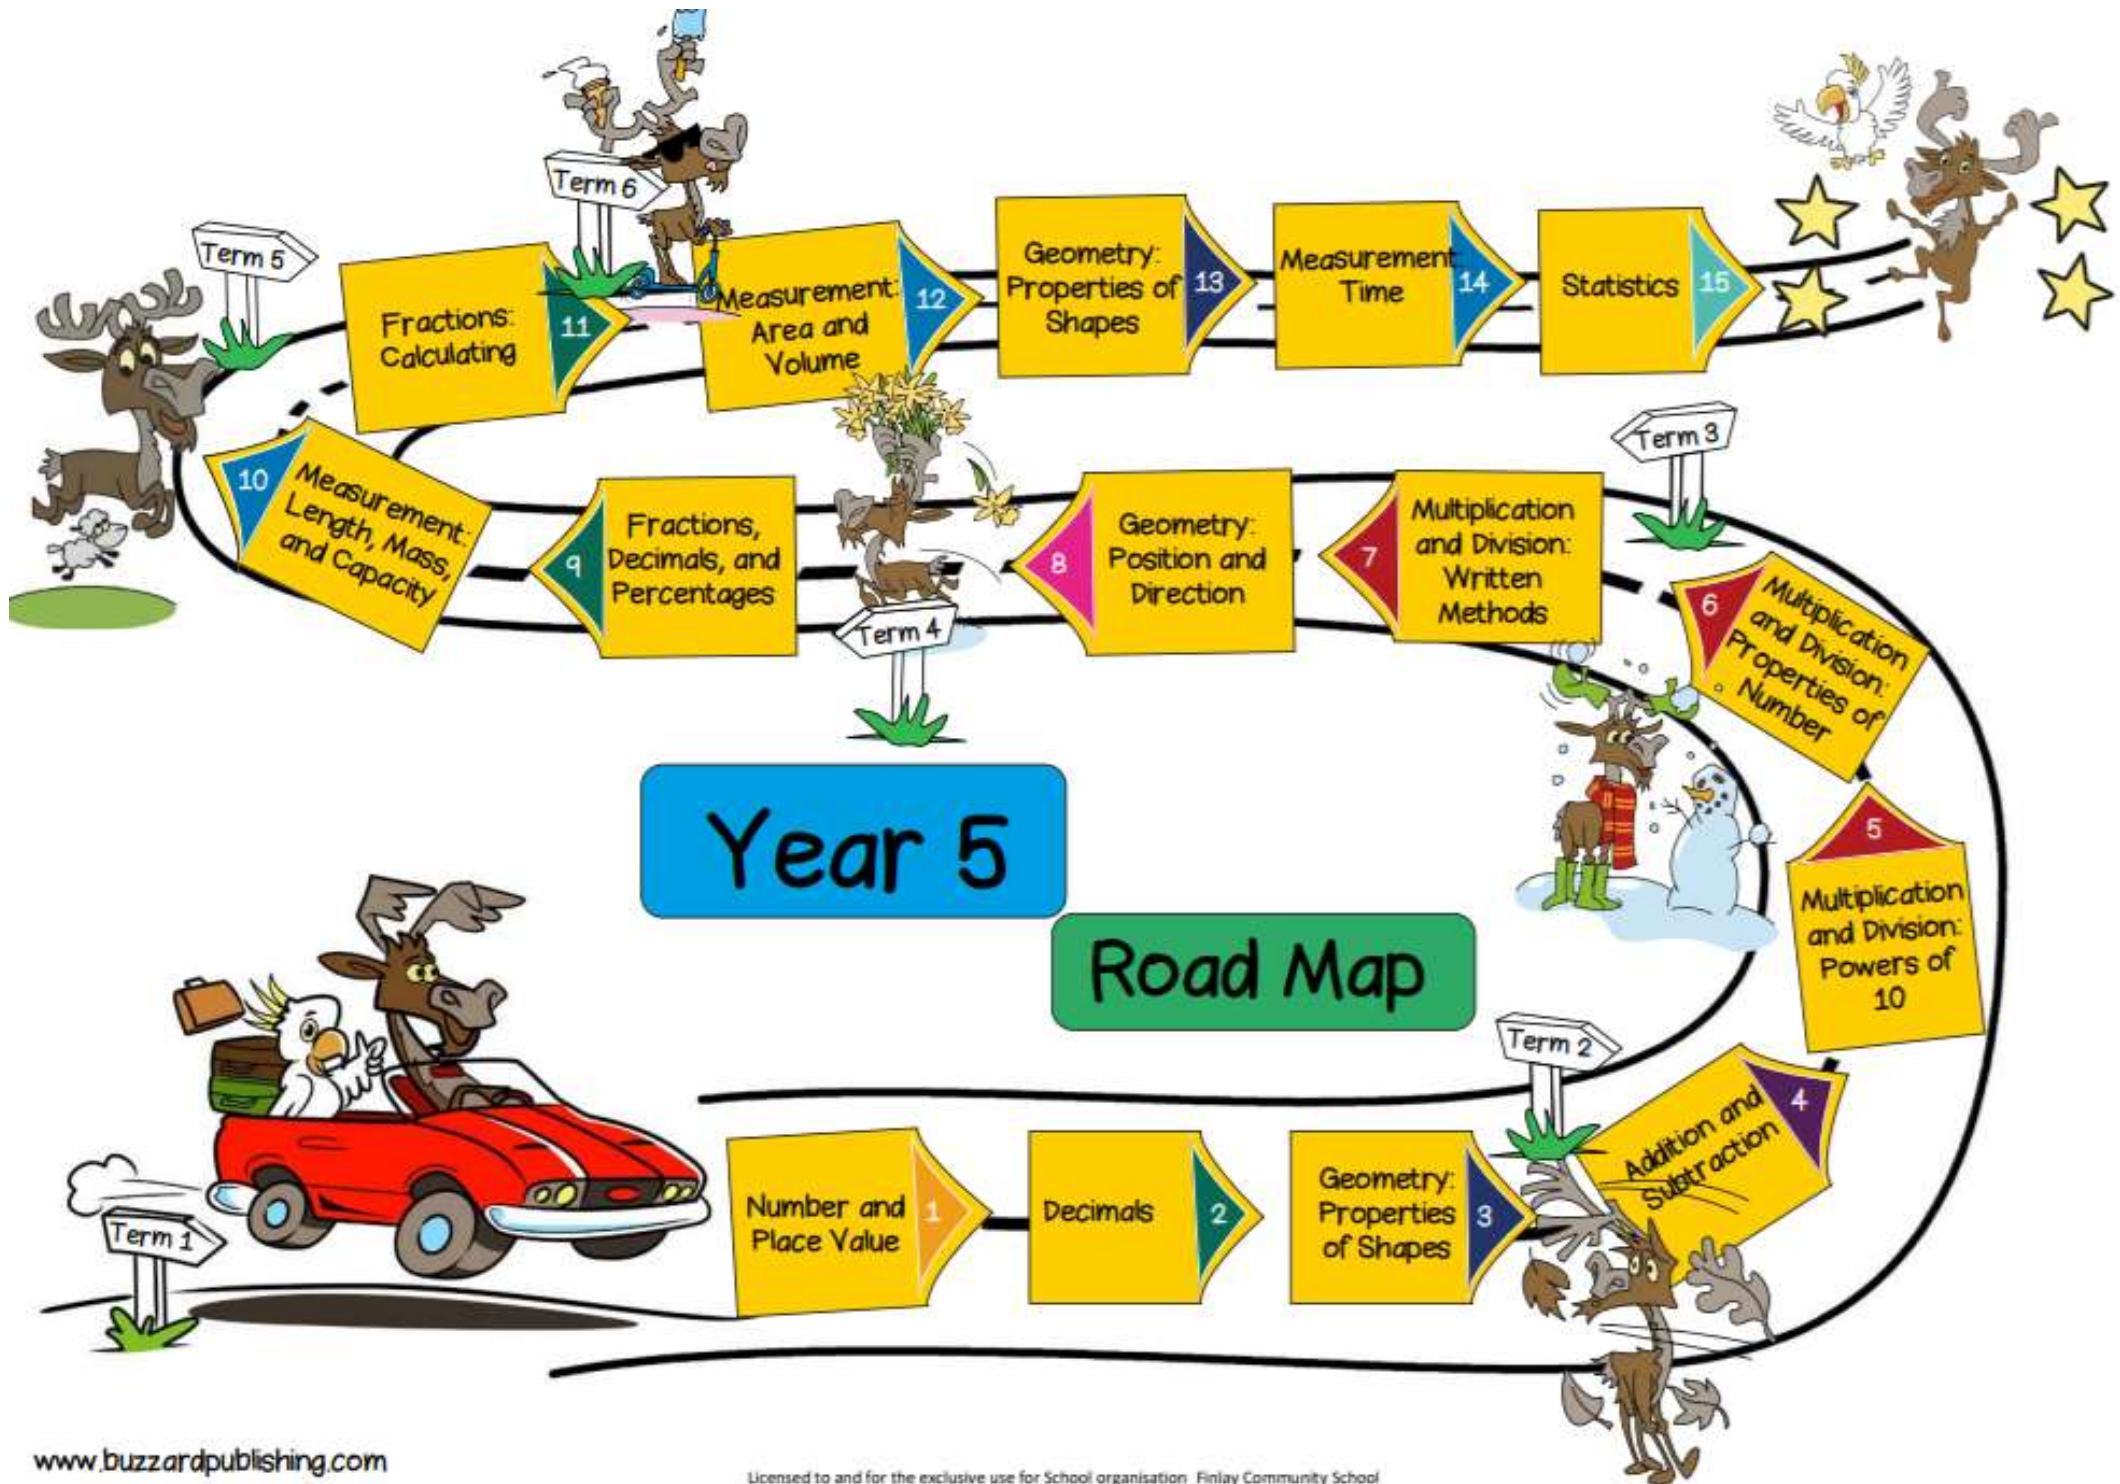 Year 5
Road Map
Term 1
Number and
Place Value
1
Decimals
2
Geometry:
Properties
of Shapes
3
Term 2
Addition and
Subtraction
4
Multiplication
and Division:
Powers of
10
5
Multiplication
and Division:
Properties of
Number
6
Term 3
Multiplication
and Division:
Written
Methods
7
Geometry:
Position and
Direction
8
Term 4
Fractions,
Decimals, and
Percentages
9
Measurement:
Length, Mass,
and Capacity
10
Term 5
Fractions:
Calculating
11
Term 6
Measurement:
Area and
Volume
12
Geometry:
Properties of
Shapes
13
Measurement:
Time
14
Statistics
15
www.buzzardpublishing.com
Licensed to and for the exclusive use for School organisation Finlay Community School